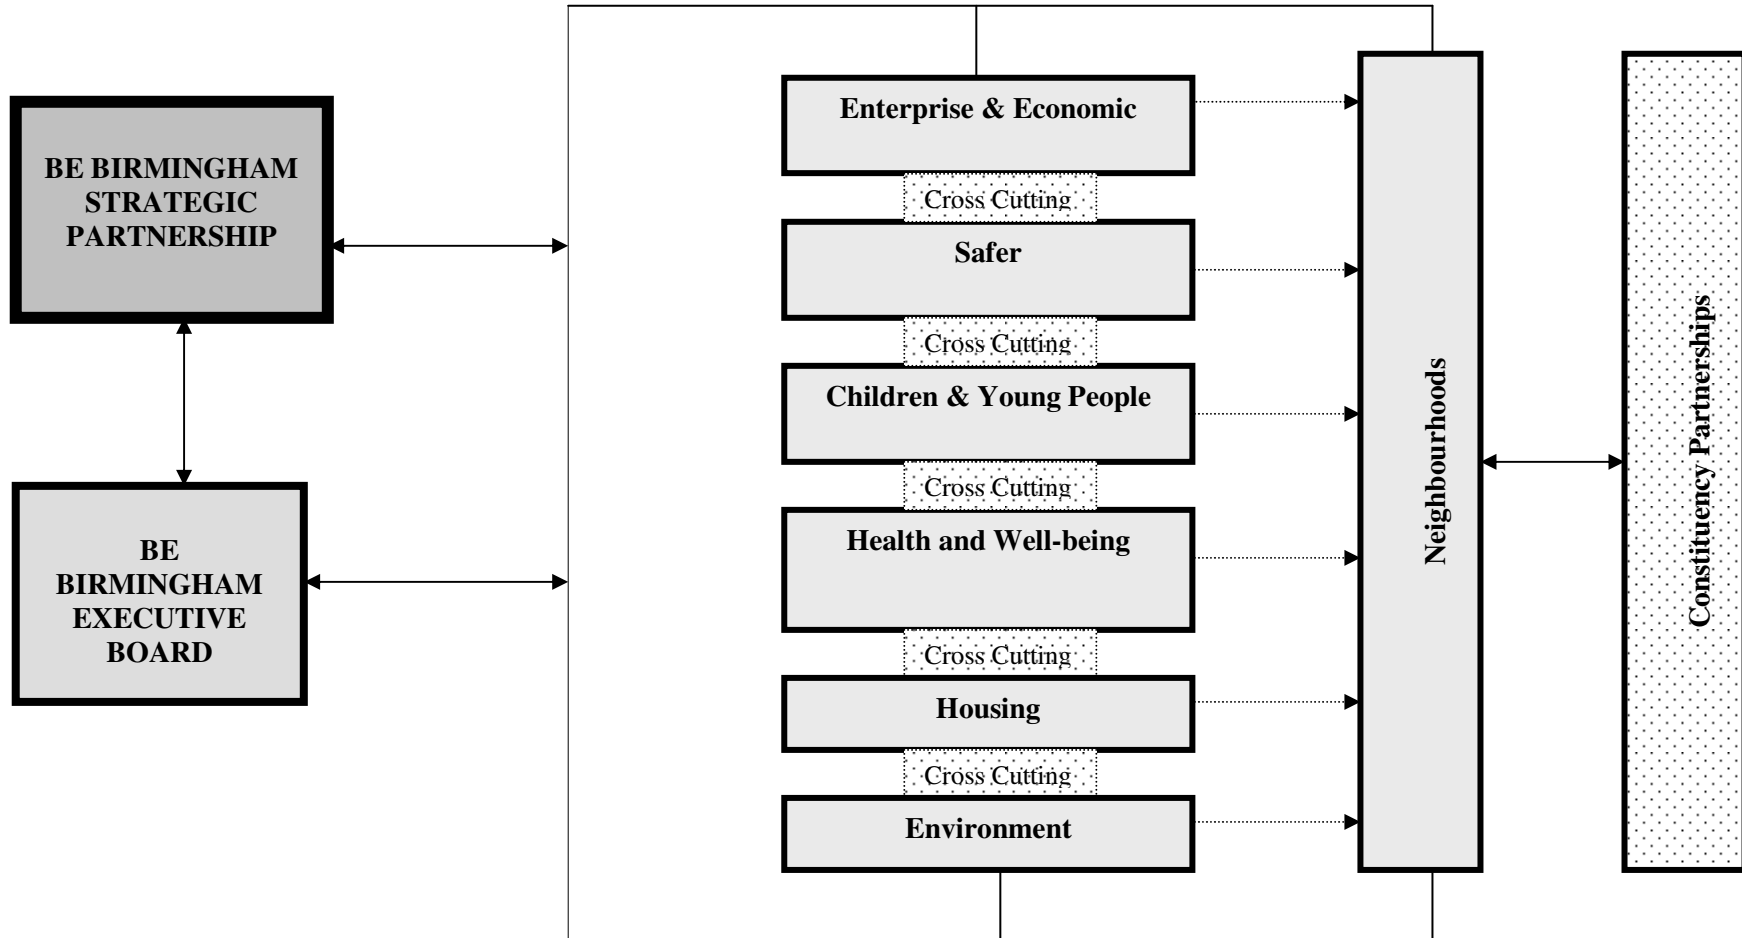 BE BIRMINGHAM
STRATEGIC
PARTNERSHIP
BE
BIRMINGHAM
EXECUTIVE
BOARD
Enterprise & Economic
Cross Cutting
Safer
Cross Cutting
Children & Young People
Cross Cutting
Health and Well-being
Cross Cutting
Housing
Cross Cutting
Environment
Neighbourhoods
Constituency Partnerships